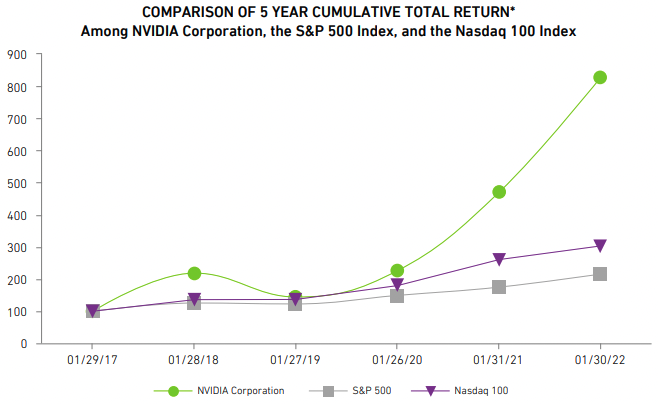 COMPARISON OF 5 YEAR CUMULATIVE TOTAL RETURN*
Among NVIDIA Corporation, the S&P 500 Index, and the Nasdaq 100 Index
900
800
700
600
500
400
300
200
100
0
01/29/17 01/28/18 01/27/19 01/26/20 01/31/21 01/30/22
NVIDIA Corporation S&P 500 Nasdaq 100